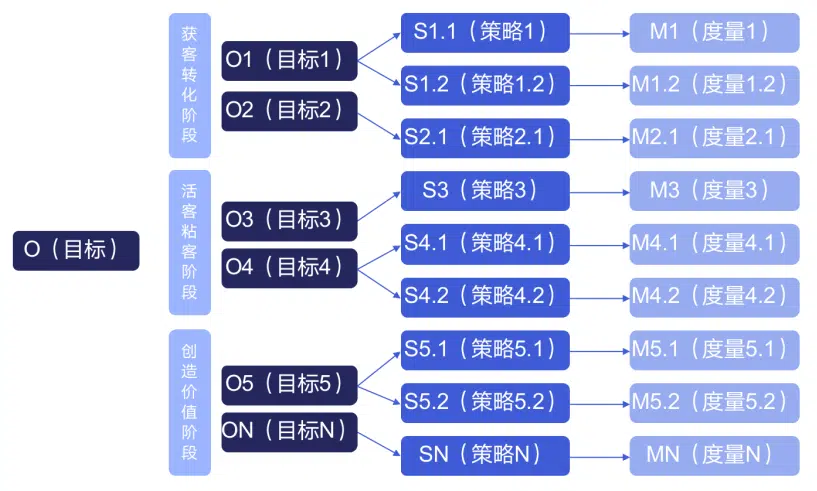 O（目标）
获客转化阶段
O1（目标1）
O2（目标2）
S1.1（策略1）
M1（度量1）
S1.2（策略1.2）
M1.2（度量1.2）
S2.1（策略2.1）
M2.1（度量2.1）
活客粘客阶段
O3（目标3）
O4（目标4）
S3（策略3）
M3（度量3）
S4.1（策略4.1）
M4.1（度量4.1）
S4.2（策略4.2）
M4.2（度量4.2）
创造价值阶段
O5（目标5）
ON（目标N）
S5.1（策略5.1）
M5.1（度量5.1）
S5.2（策略5.2）
M5.2（度量5.2）
SN（策略N）
MN（度量N）